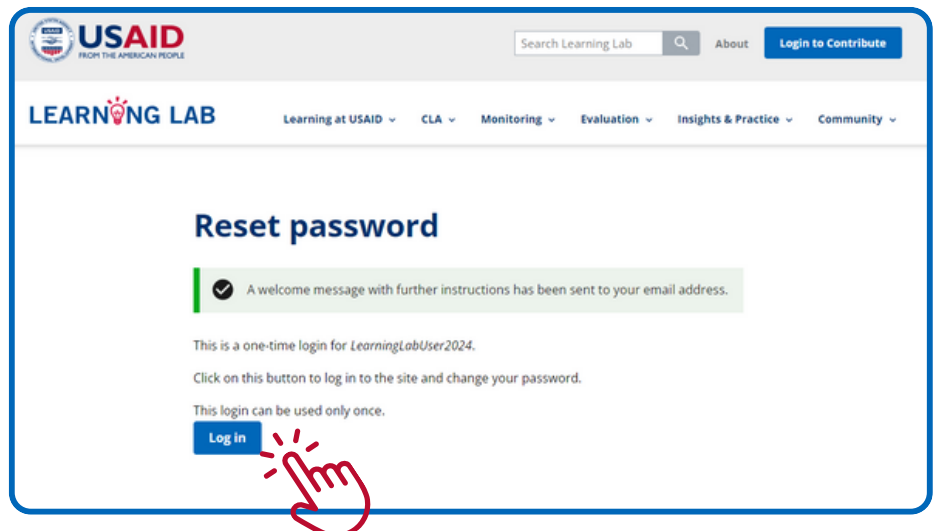 USAID
FROM THE AMERICAN PEOPLE
Search Learning Lab
About
Login to Contribute
LEARNING LAB
Learning at USAID
CLA
Monitoring
Evaluation
Insights & Practice
Community
Reset password
A welcome message with further instructions has been sent to your email address.
This is a one-time login for LearningLabUser2024.
Click on this button to log in to the site and change your password.
This login can be used only once.
Log in